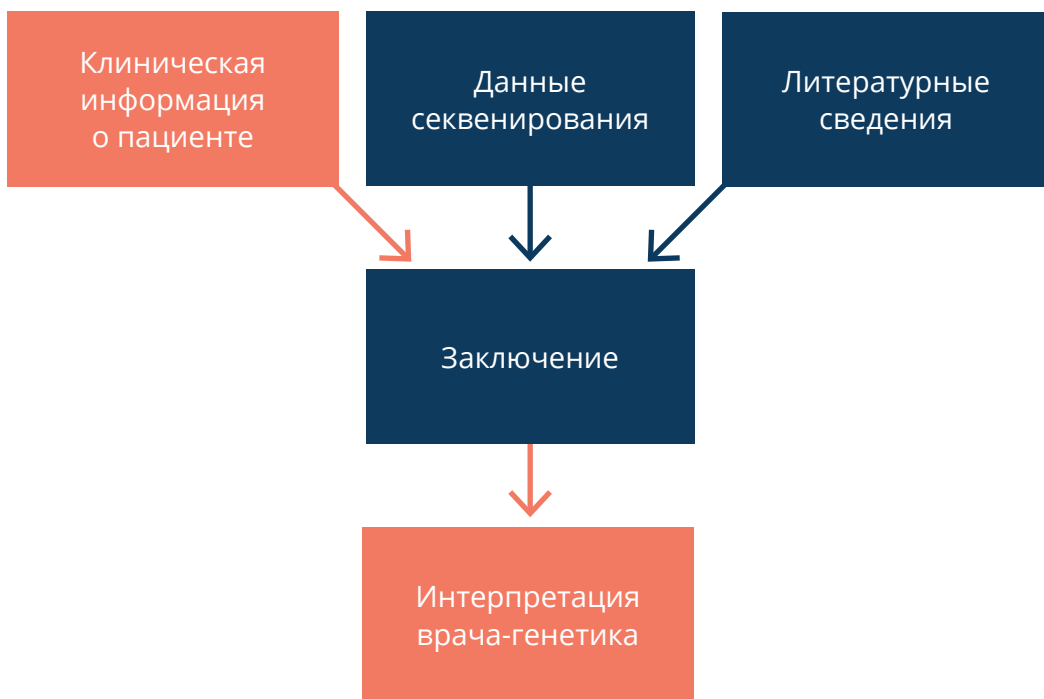 Клиническая
информация
о пациенте
Данные
секвенирования
Литературные
сведения
Заключение
Интерпретация
врача-генетика